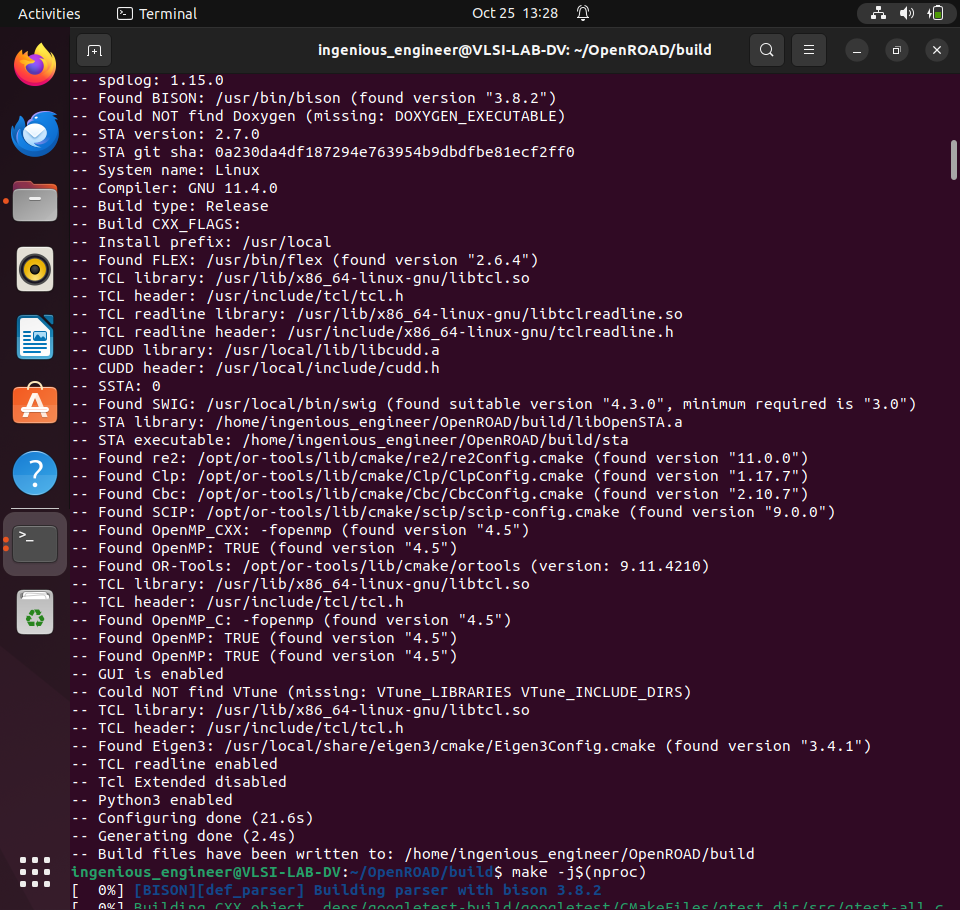 Activities
Terminal
Oct 25 13:28
ingenious_engineer@VLSI-LAB-DV: ~/OpenROAD/build
-- spdlog: 1.15.0
-- Found BISON: /usr/bin/bison (found version "3.8.2")
-- Could NOT find Doxygen (missing: DOXYGEN_EXECUTABLE)
-- STA version: 2.7.0
-- STA git sha: 0a230da4df187294e763954b9dbdfbe81ecf2ff0
-- System name: Linux
-- Compiler: GNU 11.4.0
-- Build type: Release
-- Build CXX_FLAGS:
-- Install prefix: /usr/local
-- Found FLEX: /usr/bin/flex (found version "2.6.4")
-- TCL library: /usr/lib/x86_64-linux-gnu/libtcl.so
-- TCL header: /usr/include/tcl/tcl.h
-- TCL readline library: /usr/lib/x86_64-linux-gnu/libtclreadline.so
-- TCL readline header: /usr/include/x86_64-linux-gnu/tclreadline.h
-- CUDD library: /usr/local/lib/libcudd.a
-- CUDD header: /usr/local/include/cudd.h
-- SSTA: 0
-- Found SWIG: /usr/local/bin/swig (found suitable version "4.3.0", minimum required is "3.0")
-- STA library: /home/ingenious_engineer/OpenROAD/build/libOpenSTA.a
-- STA executable: /home/ingenious_engineer/OpenROAD/build/sta
-- Found re2: /opt/or-tools/lib/cmake/re2/re2Config.cmake (found version "11.0.0")
-- Found Clp: /opt/or-tools/lib/cmake/Clp/ClpConfig.cmake (found version "1.17.7")
-- Found Cbc: /opt/or-tools/lib/cmake/Cbc/CbcConfig.cmake (found version "2.10.7")
-- Found SCIP: /opt/or-tools/lib/cmake/scip/scip-config.cmake (found version "9.0.0")
-- Found OpenMP_CXX: -fopenmp (found version "4.5")
-- Found OpenMP: TRUE (found version "4.5")
-- Found OR-Tools: /opt/or-tools/lib/cmake/ortools (version: 9.11.4210)
-- TCL library: /usr/lib/x86_64-linux-gnu/libtcl.so
-- TCL header: /usr/include/tcl/tcl.h
-- Found OpenMP_C: -fopenmp (found version "4.5")
-- Found OpenMP: TRUE (found version "4.5")
-- Found OpenMP: TRUE (found version "4.5")
-- GUI is enabled
-- Could NOT find VTune (missing: VTune_LIBRARIES VTune_INCLUDE_DIRS)
-- TCL library: /usr/lib/x86_64-linux-gnu/libtcl.so
-- TCL header: /usr/include/tcl/tcl.h
-- Found Eigen3: /usr/local/share/eigen3/cmake/Eigen3Config.cmake (found version "3.4.1")
-- TCL readline enabled
-- Tcl Extended disabled
-- Python3 enabled
-- Configuring done (21.6s)
-- Generating done (2.4s)
-- Build files have been written to: /home/ingenious_engineer/OpenROAD/build
ingenious_engineer@VLSI-LAB-DV:~/OpenROAD/build$ make -j$(nproc)
[  0%] [BISON][def_parser] Building parser with bison 3.8.2
[  0%] Building CXX object _deps/googletest-build/googletest/CMakeFiles/gtest.dir/src/gtest-all.c